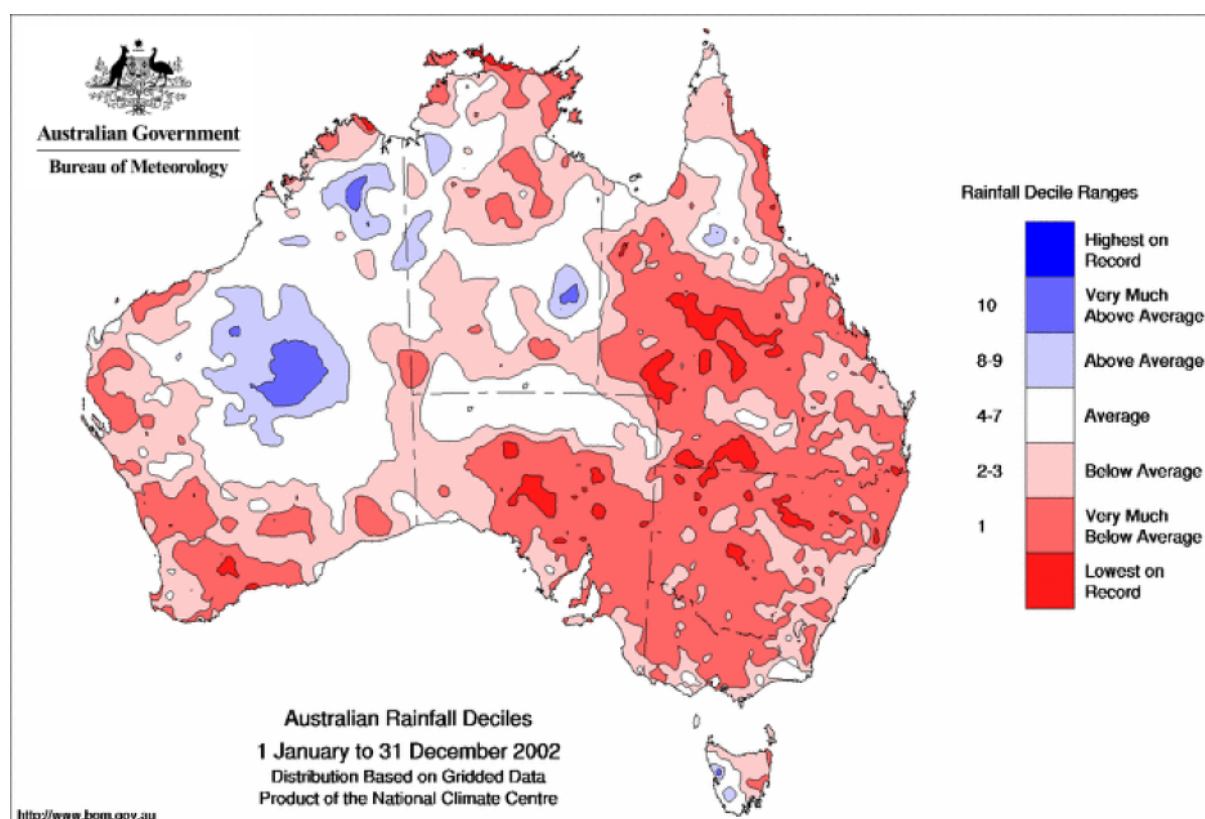 Australian Government
Bureau of Meteorology
Rainfall Decile Ranges
Highest on
Record
10
Very Much
Above Average
8-9
Above Average
4-7
Average
2-3
Below Average
1
Very Much
Below Average
Lowest on
Record
Australian Rainfall Deciles
1 January to 31 December 2002
Distribution Based on Gridded Data
Product of the National Climate Centre
http://www.bom.gov.au